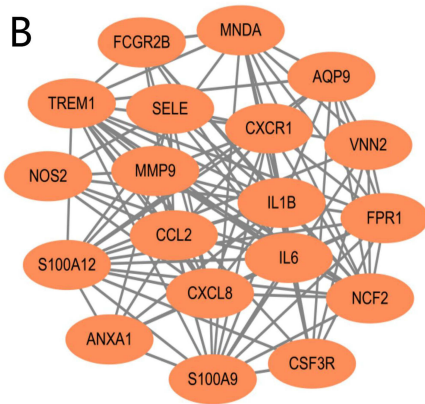 B
FCGR2B
MNDA
AQP9
TREM1
SELE
CXCR1
VNN2
NOS2
MMP9
IL1B
FPR1
CCL2
S100A12
IL6
CXCL8
NCF2
ANXA1
CSF3R
S100A9